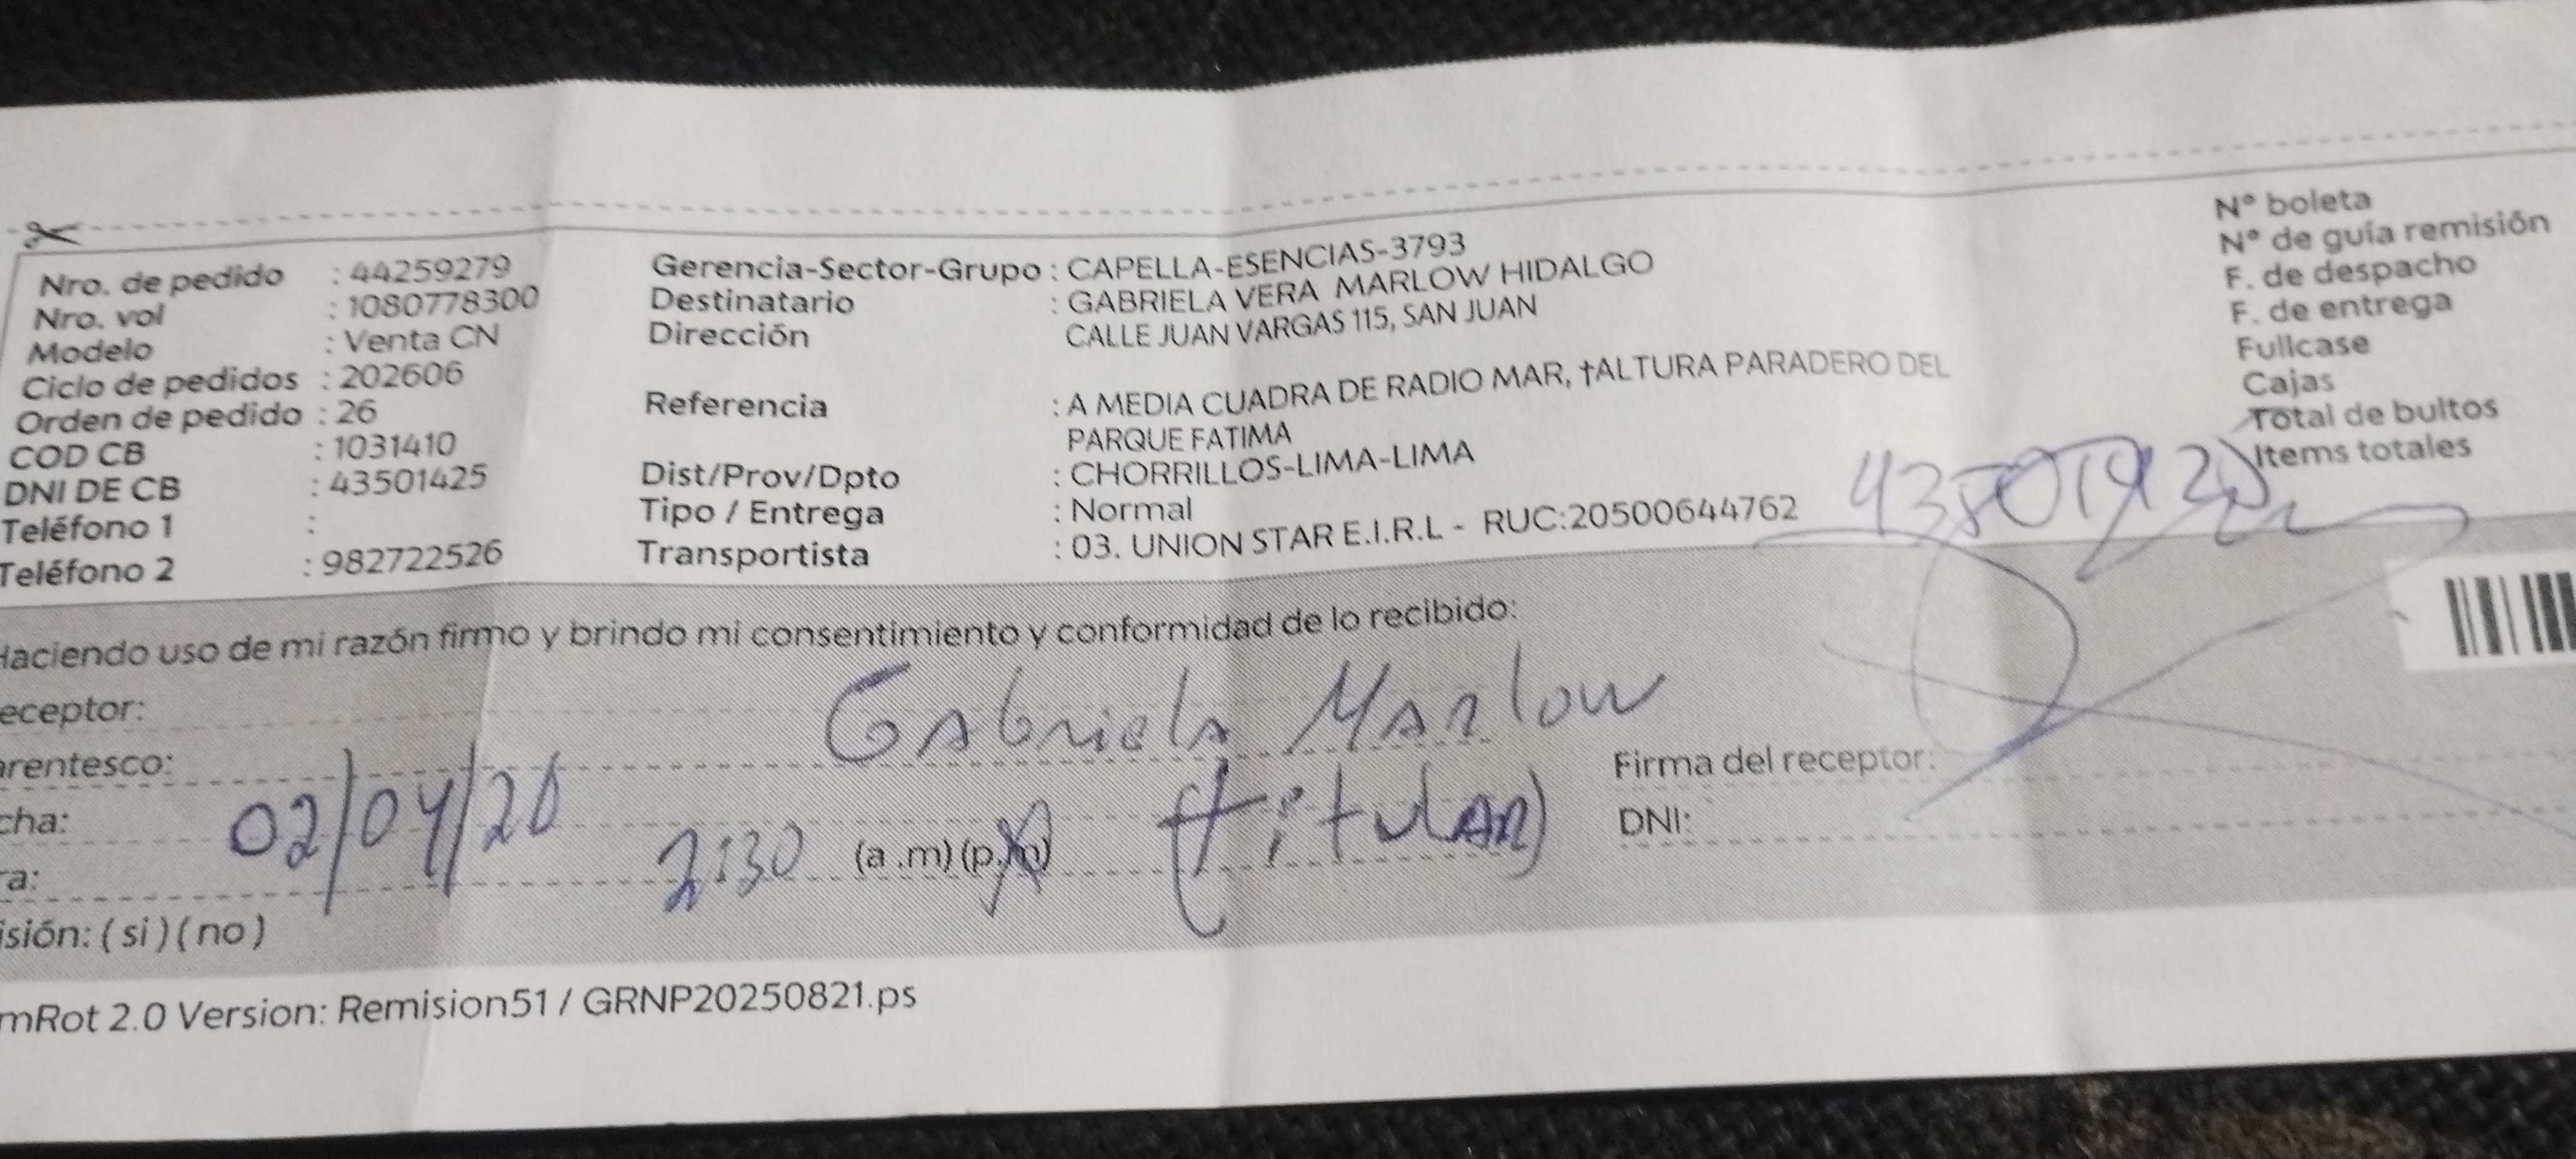 Nro. de pedido : 44259279
Nro. vol : 1080778300
Modelo : Venta CN
Ciclo de pedidos : 202606
Orden de pedido : 26
COD CB : 1031410
DNI DE CB : 43501425
Teléfono 1 :
Teléfono 2 : 982722526
Gerencia-Sector-Grupo : CAPELLA-ESENCIAS-3793
Destinatario : GABRIELA VERA MARLOW HIDALGO
Dirección CALLE JUAN VARGAS 115, SAN JUAN
Referencia : A MEDIA CUADRA DE RADIO MAR, †ALTURA PARADERO DEL
PARQUE FATIMA
Dist/Prov/Dpto : CHORRILLOS-LIMA-LIMA
Tipo / Entrega : Normal
Transportista : 03. UNION STAR E.I.R.L - RUC:20500644762
N° boleta
N° de guía remisión
F. de despacho
F. de entrega
Fullcase
Cajas
Total de bultos
Items totales
Haciendo uso de mi razón firmo y brindo mi consentimiento y conformidad de lo recibido:
eceptor: Gabriela Marlow
arentesco: (titular)
cha: 02/04/26
ra: 2:30 (a .m) (p.m)
isión: ( si ) ( no )
Firma del receptor:
DNI:
mRot 2.0 Version: Remision51 / GRNP20250821.ps